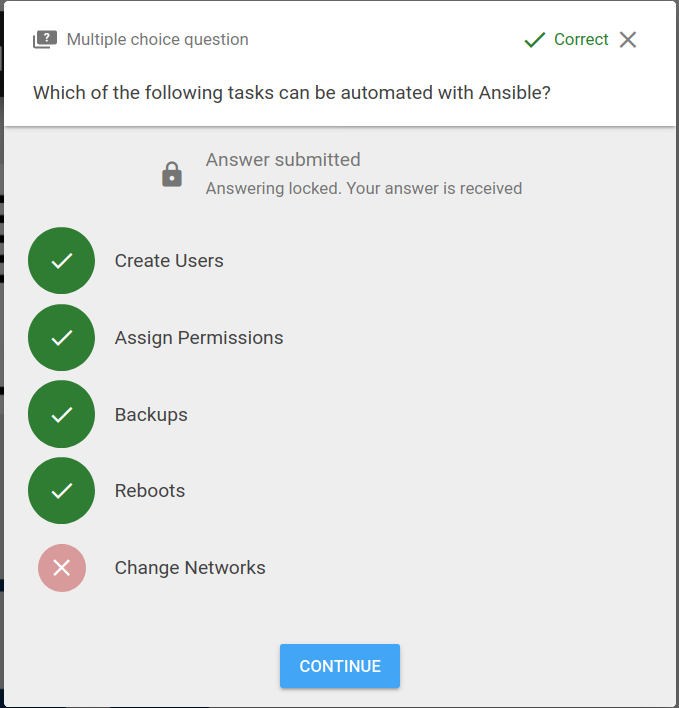 Multiple choice question
Correct
Which of the following tasks can be automated with Ansible?
Answer submitted
Answering locked. Your answer is received
Create Users
Assign Permissions
Backups
Reboots
Change Networks
CONTINUE